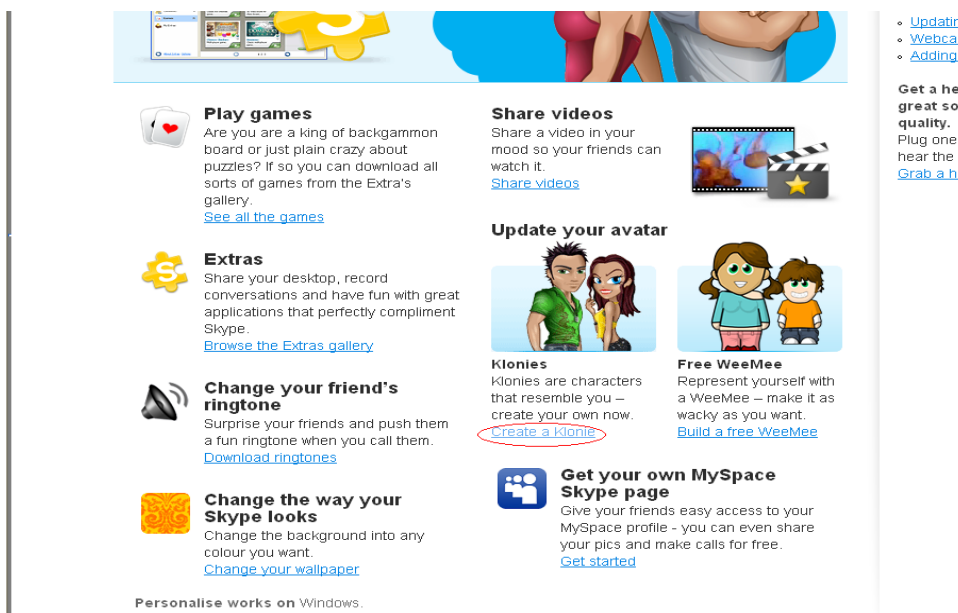 Play games
Are you are a king of backgammon
board or just plain crazy about
puzzles? If so you can download all
sorts of games from the Extra's
gallery.
See all the games
Extras
Share your desktop, record
conversations and have fun with great
applications that perfectly compliment
Skype.
Browse the Extras gallery
Change your friend's
ringtone
Surprise your friends and push them
a fun ringtone when you call them.
Download ringtones
Change the way your
Skype looks
Change the background into any
colour you want.
Change your wallpaper
Personalise works on Windows.
Share videos
Share a video in your
mood so your friends can
watch it.
Share videos
Update your avatar
Klonies
Klonies are characters
that resemble you –
create your own now.
Create a Klonie
Free WeeMee
Represent yourself with
a WeeMee – make it as
wacky as you want.
Build a free WeeMee
Get your own MySpace
Skype page
Give your friends easy access to your
MySpace profile - you can even share
your pics and make calls for free.
Get started
Updatin
Webca
Adding
Get a he
great so
quality.
Plug one
hear the
Grab a h